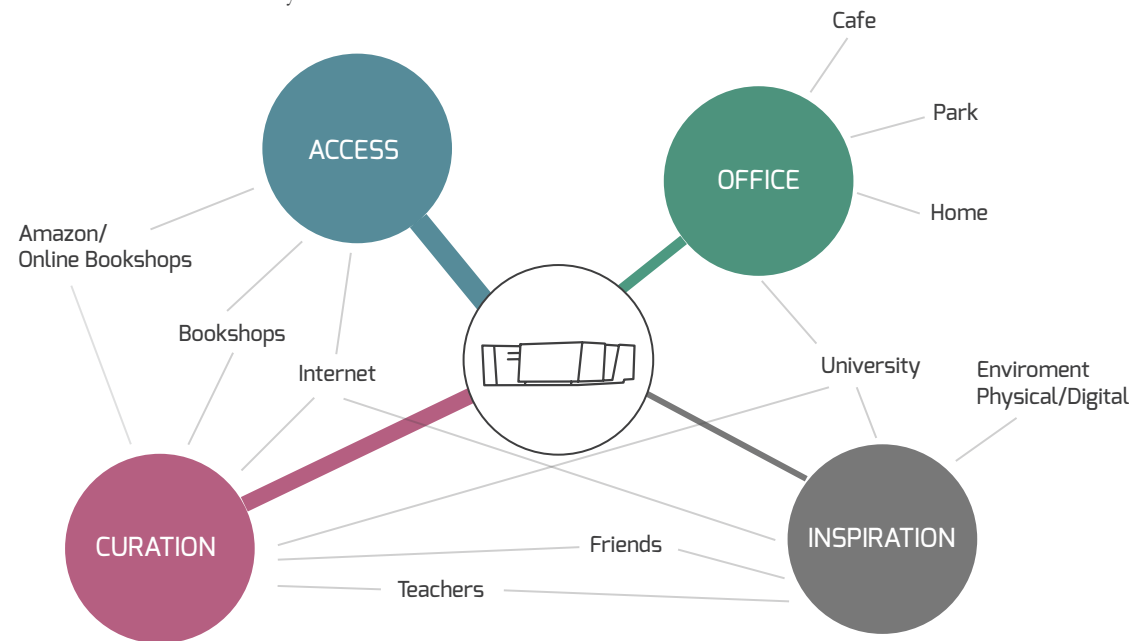 Cafe
ACCESS
Park
OFFICE
Home
Amazon/
Online Bookshops
Bookshops
Internet
University
Enviroment
Physical/Digital
CURATION
Friends
INSPIRATION
Teachers